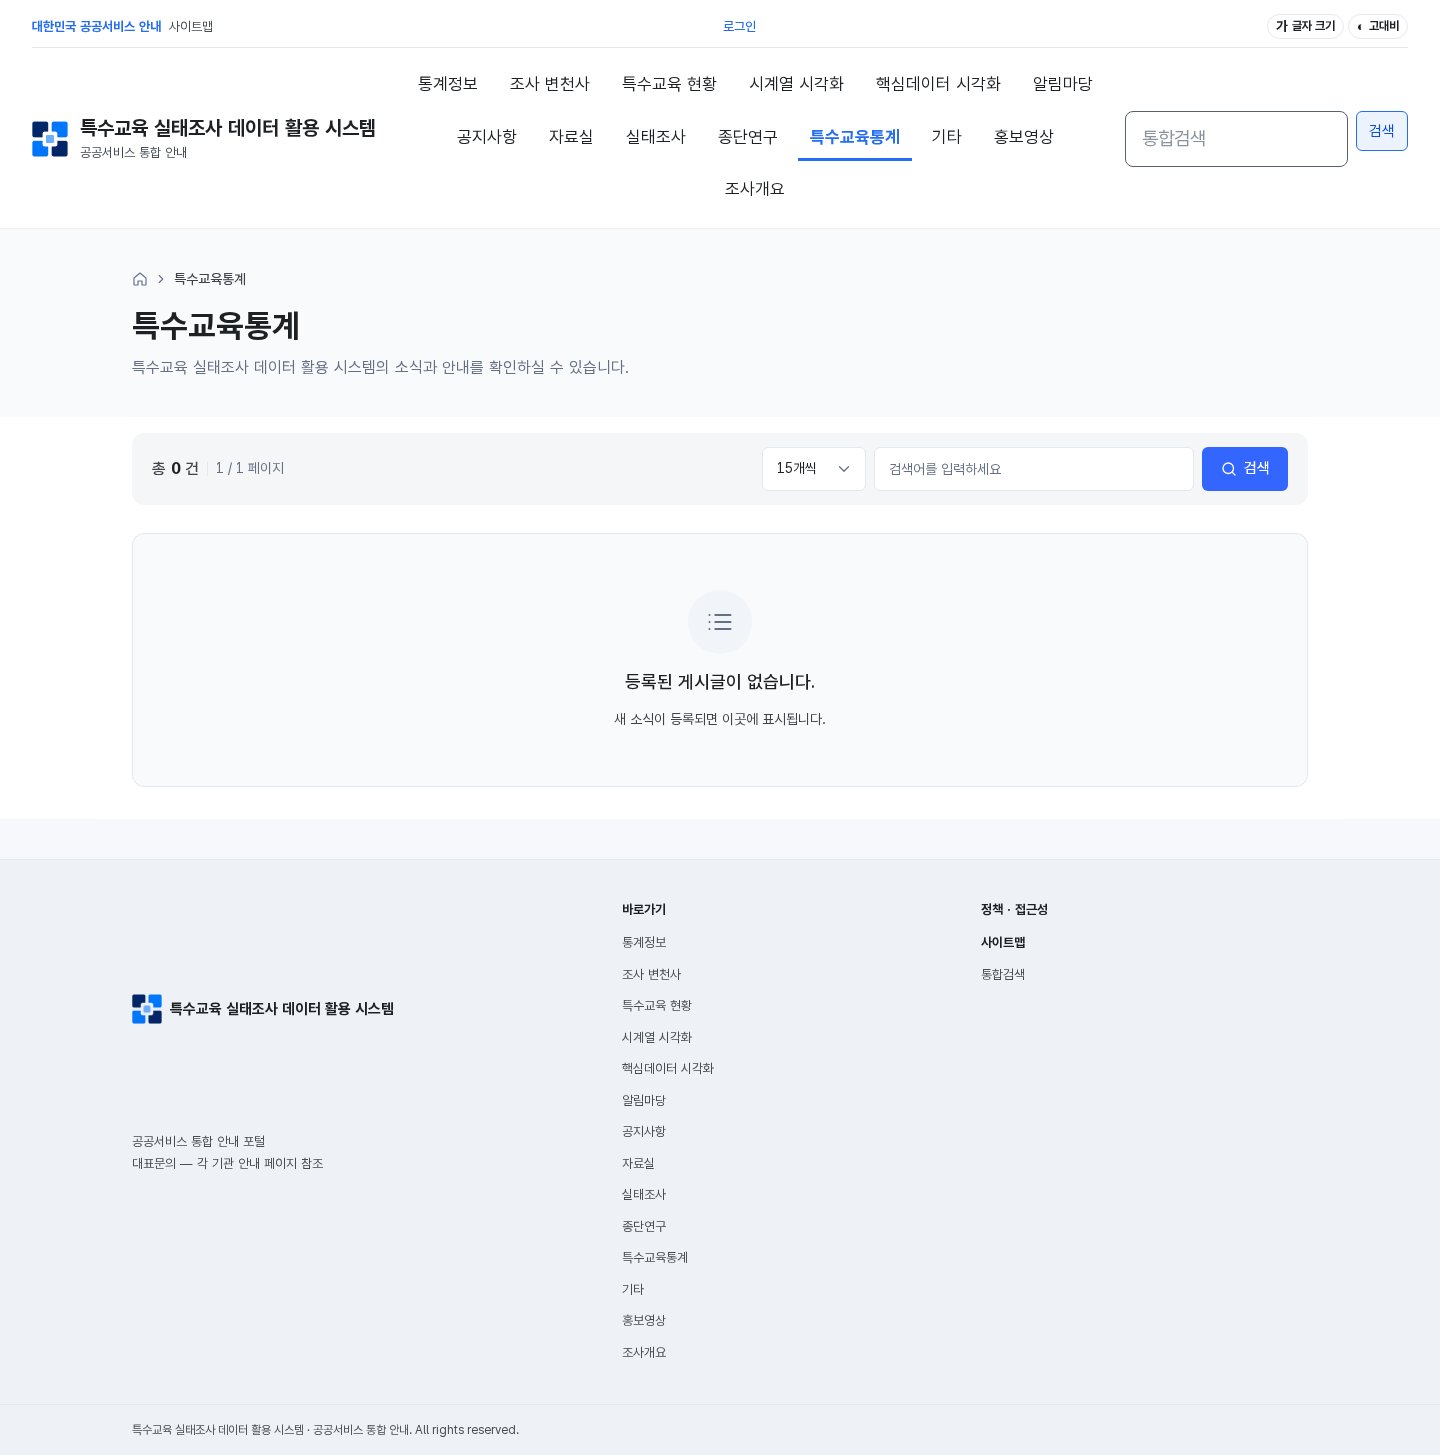 대한민국 공공서비스 안내 사이트맵
로그인
가 글자 크기
고대비
통계정보 조사 변천사 특수교육 현황 시계열 시각화 핵심데이터 시각화 알림마당
특수교육 실태조사 데이터 활용 시스템
공공서비스 통합 안내
공지사항 자료실 실태조사 종단연구 특수교육통계 기타 홍보영상
조사개요
통합검색
검색
특수교육통계
특수교육통계
특수교육 실태조사 데이터 활용 시스템의 소식과 안내를 확인하실 수 있습니다.
총 0 건 1 / 1 페이지
15개씩
검색어를 입력하세요
검색
등록된 게시글이 없습니다.
새 소식이 등록되면 이곳에 표시됩니다.
특수교육 실태조사 데이터 활용 시스템
공공서비스 통합 안내 포털
대표문의 — 각 기관 안내 페이지 참조
바로가기
통계정보
조사 변천사
특수교육 현황
시계열 시각화
핵심데이터 시각화
알림마당
공지사항
자료실
실태조사
종단연구
특수교육통계
기타
홍보영상
조사개요
정책 · 접근성
사이트맵
통합검색
특수교육 실태조사 데이터 활용 시스템 · 공공서비스 통합 안내. All rights reserved.